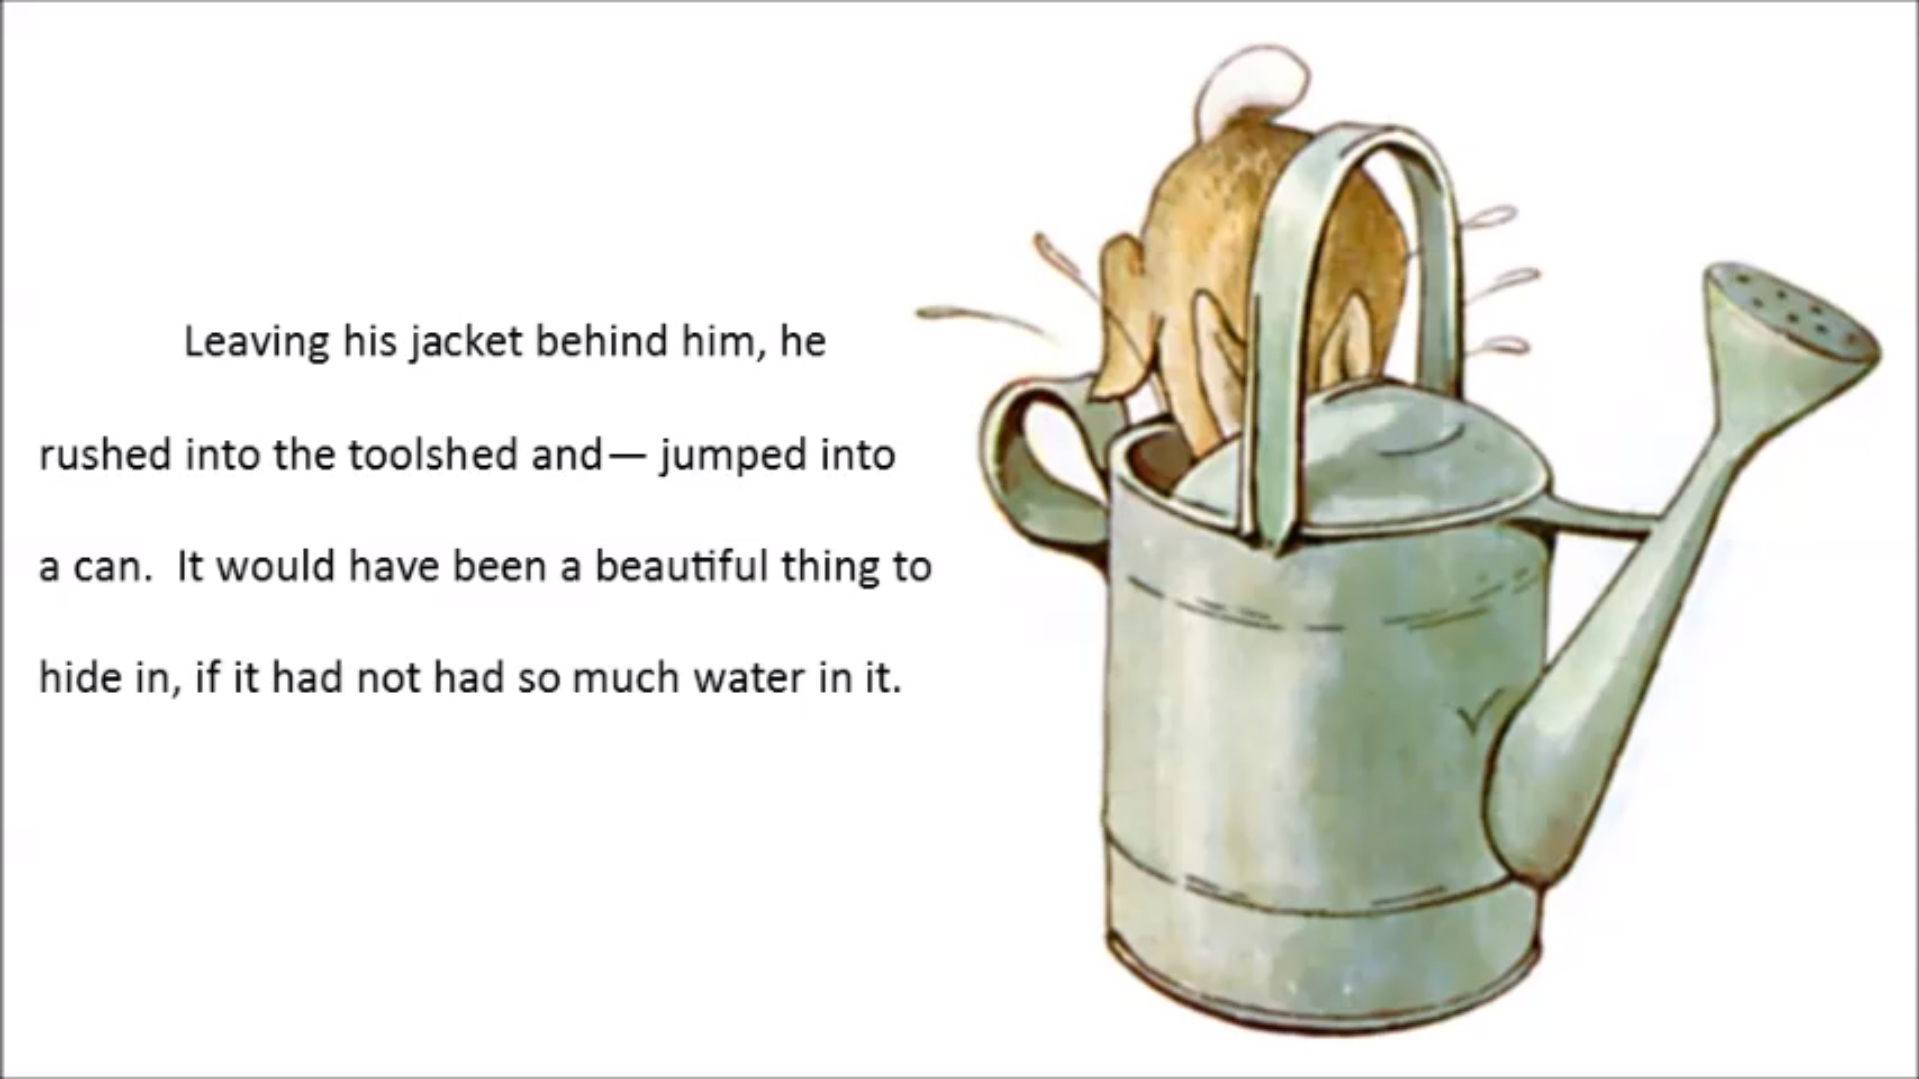 Leaving his jacket behind him, he
rushed into the toolshed and— jumped into
a can.  It would have been a beautiful thing to
hide in, if it had not had so much water in it.